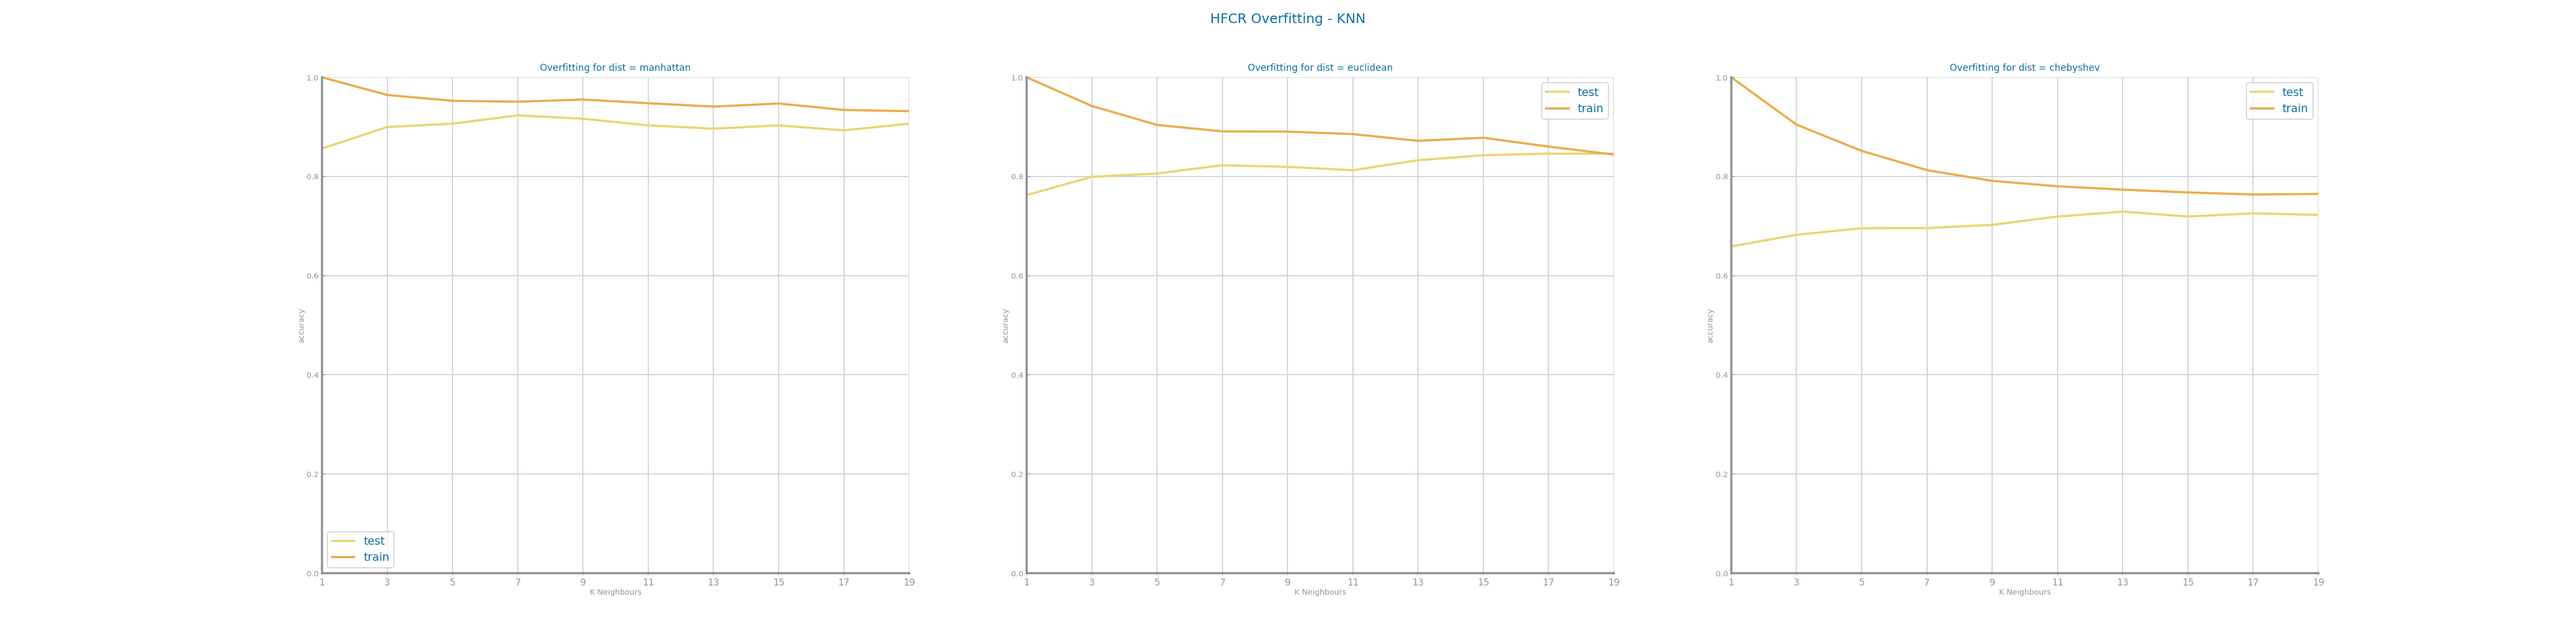 HFCR Overfitting - KNN
Overfitting for dist = manhattan
1.0
0.8
0.6
0.4
0.2
0.0
accuracy
test
train
1 3 5 7 9 11 13 15 17 19
K Neighbours
Overfitting for dist = euclidean
1.0
0.8
0.6
0.4
0.2
0.0
accuracy
test
train
1 3 5 7 9 11 13 15 17 19
K Neighbours
Overfitting for dist = chebyshev
1.0
0.8
0.6
0.4
0.2
0.0
accuracy
test
train
1 3 5 7 9 11 13 15 17 19
K Neighbours